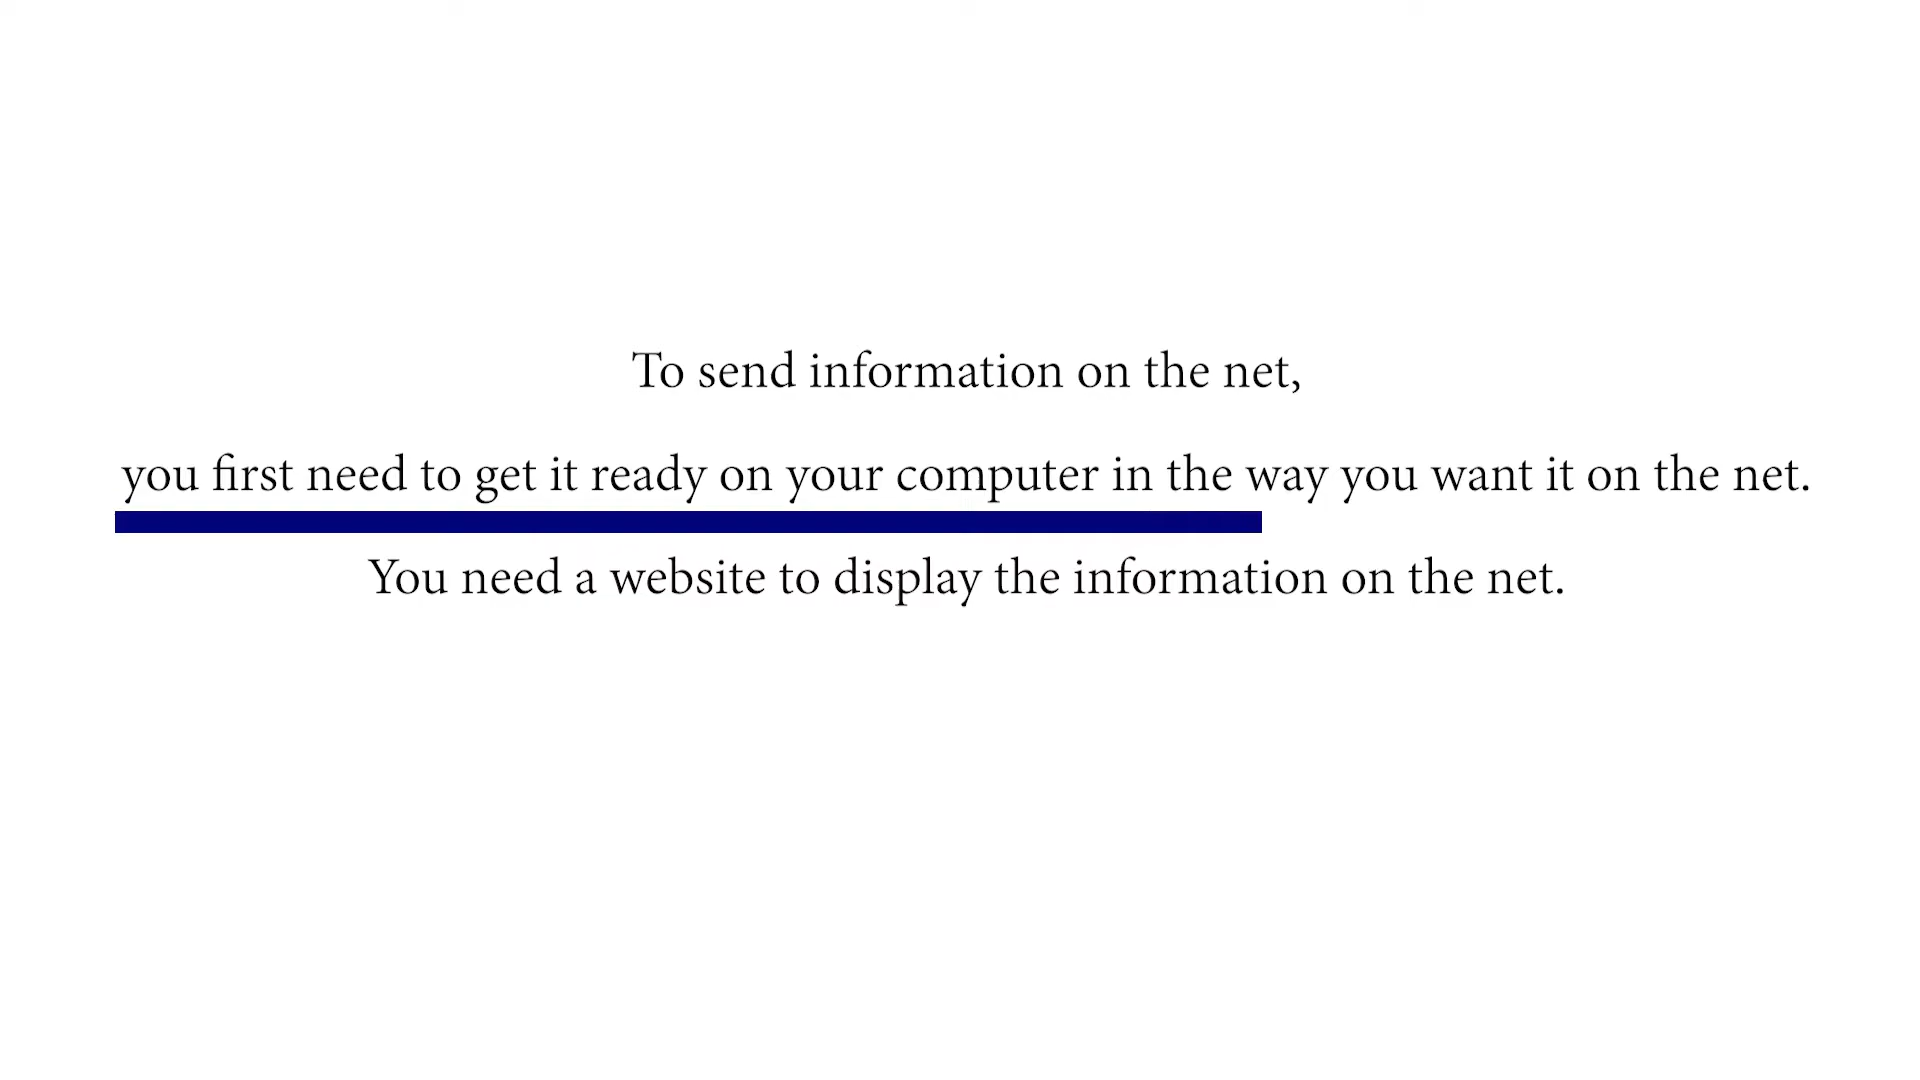 To send information on the net,
you first need to get it ready on your computer in the way you want it on the net.
You need a website to display the information on the net.